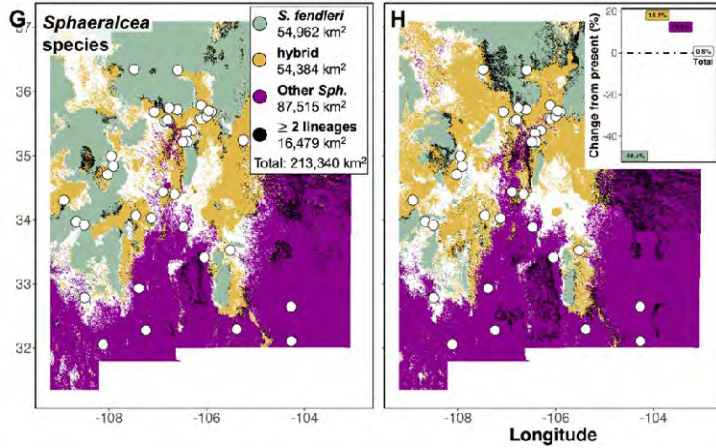 G
Sphaeralcea
species
S. fendleri
54,962 km²
hybrid
54,384 km²
Other Sph.
87,515 km²
≥ 2 lineages
16,479 km²
Total: 213,340 km²
36
35
34
33
32
-108
-106
-104
H
Change from present (%)
20
0
-20
-40
0.8%
Total
-108
-106
-104
Longitude